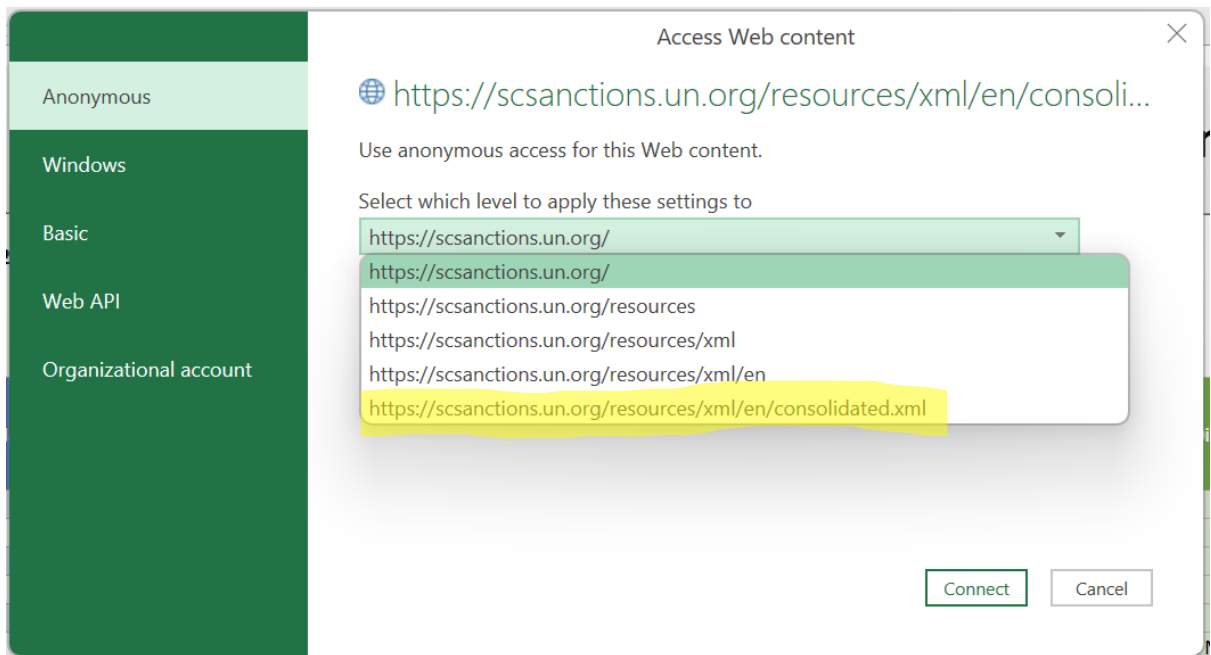 Access Web content
Anonymous
Windows
Basic
Web API
Organizational account
https://scsanctions.un.org/resources/xml/en/consoli...
Use anonymous access for this Web content.
Select which level to apply these settings to
https://scsanctions.un.org/
https://scsanctions.un.org/
https://scsanctions.un.org/resources
https://scsanctions.un.org/resources/xml
https://scsanctions.un.org/resources/xml/en
https://scsanctions.un.org/resources/xml/en/consolidated.xml
Connect
Cancel